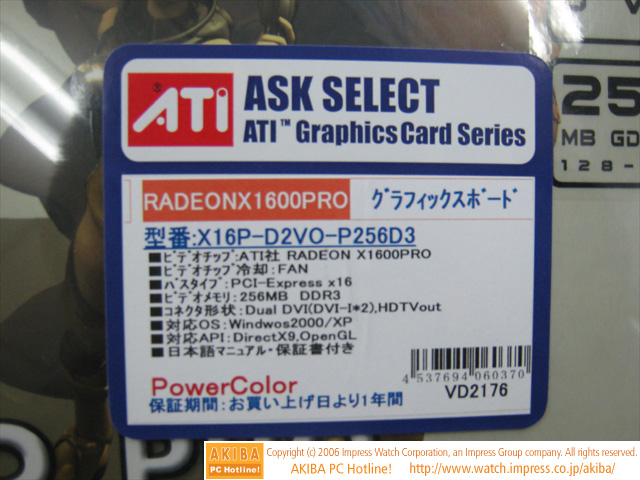 ATI
ASK SELECT
ATI™ Graphics Card Series
25
MB GD
128-
RADEONX1600PRO
グラフィックスボード
型番:X16P-D2VO-P256D3
■ビデオチップ:ATI社 RADEON X1600PRO
■ビデオチップ冷却:FAN
■バスタイプ:PCI-Express x16
■ビデオメモリ:256MB DDR3
■コネクタ形状:Dual DVI(DVI-I*2),HDTVout
■対応OS:Windwos2000/XP
■対応API:DirectX9,OpenGL
■日本語マニュアル・保証書付き
PowerColor
保証期間:お買い上げ日より1年間
4 537694 060370
VD2176
AKIBA
PC Hotline!
Copyright (c) 2006 Impress Watch Corporation, an Impress Group company. All rights reserved.
AKIBA PC Hotline! http://www.watch.impress.co.jp/akiba/